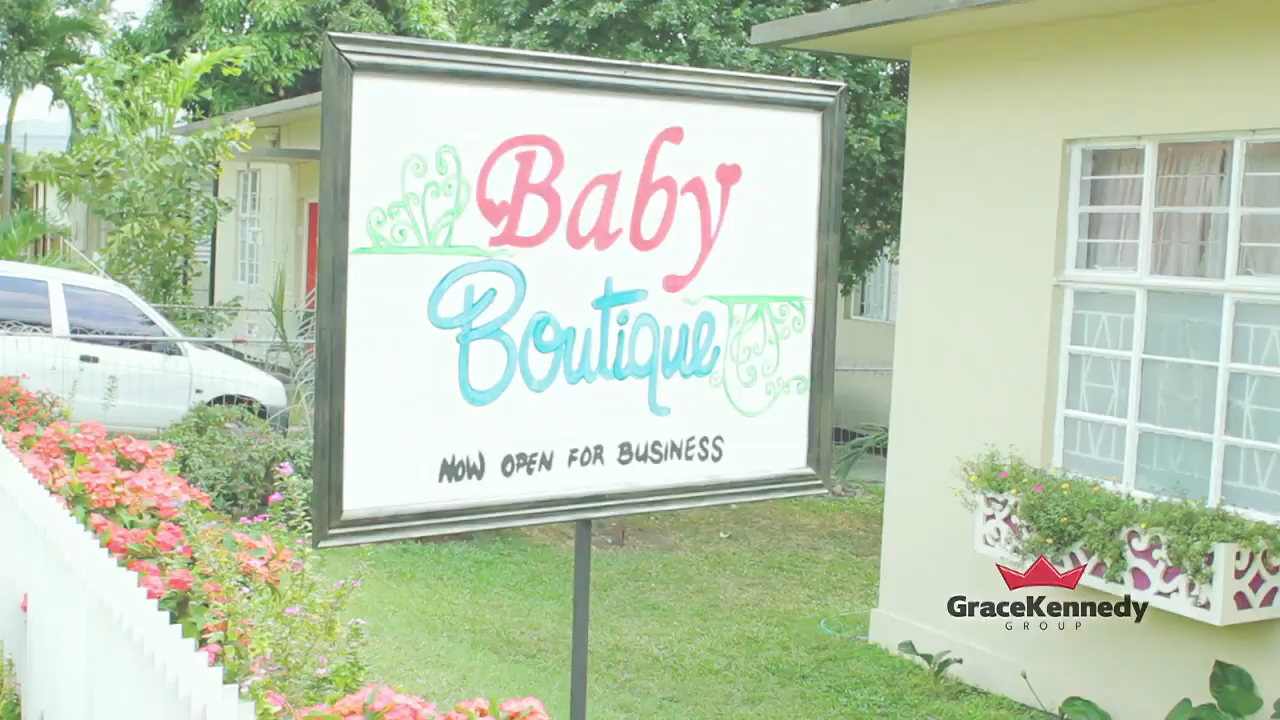 Baby
Boutique
NOW OPEN FOR BUSINESS
GraceKennedy
GROUP